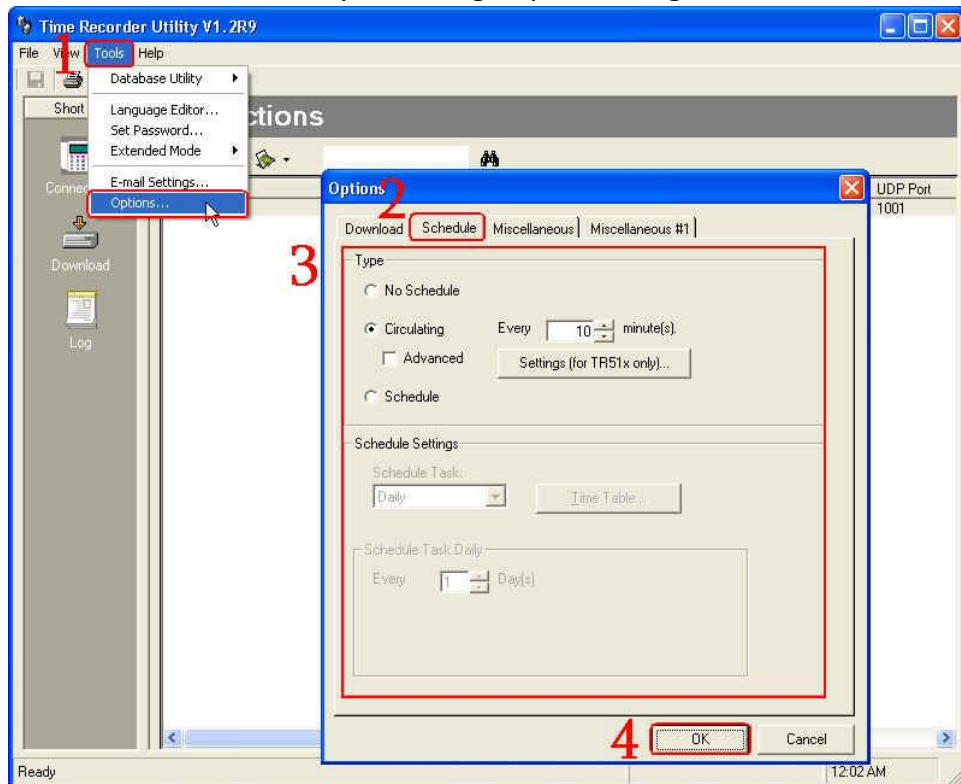 Time Recorder Utility V1.2R9
File View Tools Help
1
Database Utility
Language Editor...
Set Password...
Extended Mode
E-mail Settings...
Options...
Short
ctions
Connec
Download
Log
UDP Port
1001
Options
2
Download Schedule Miscellaneous Miscellaneous #1
3
Type
No Schedule
Circulating Every 10 minute(s).
Advanced Settings (for TR51x only)...
Schedule
Schedule Settings
Schedule Task:
Daily Time Table...
Schedule Task Daily
Every 1 Day(s)
4
OK Cancel
Ready 12:02 AM